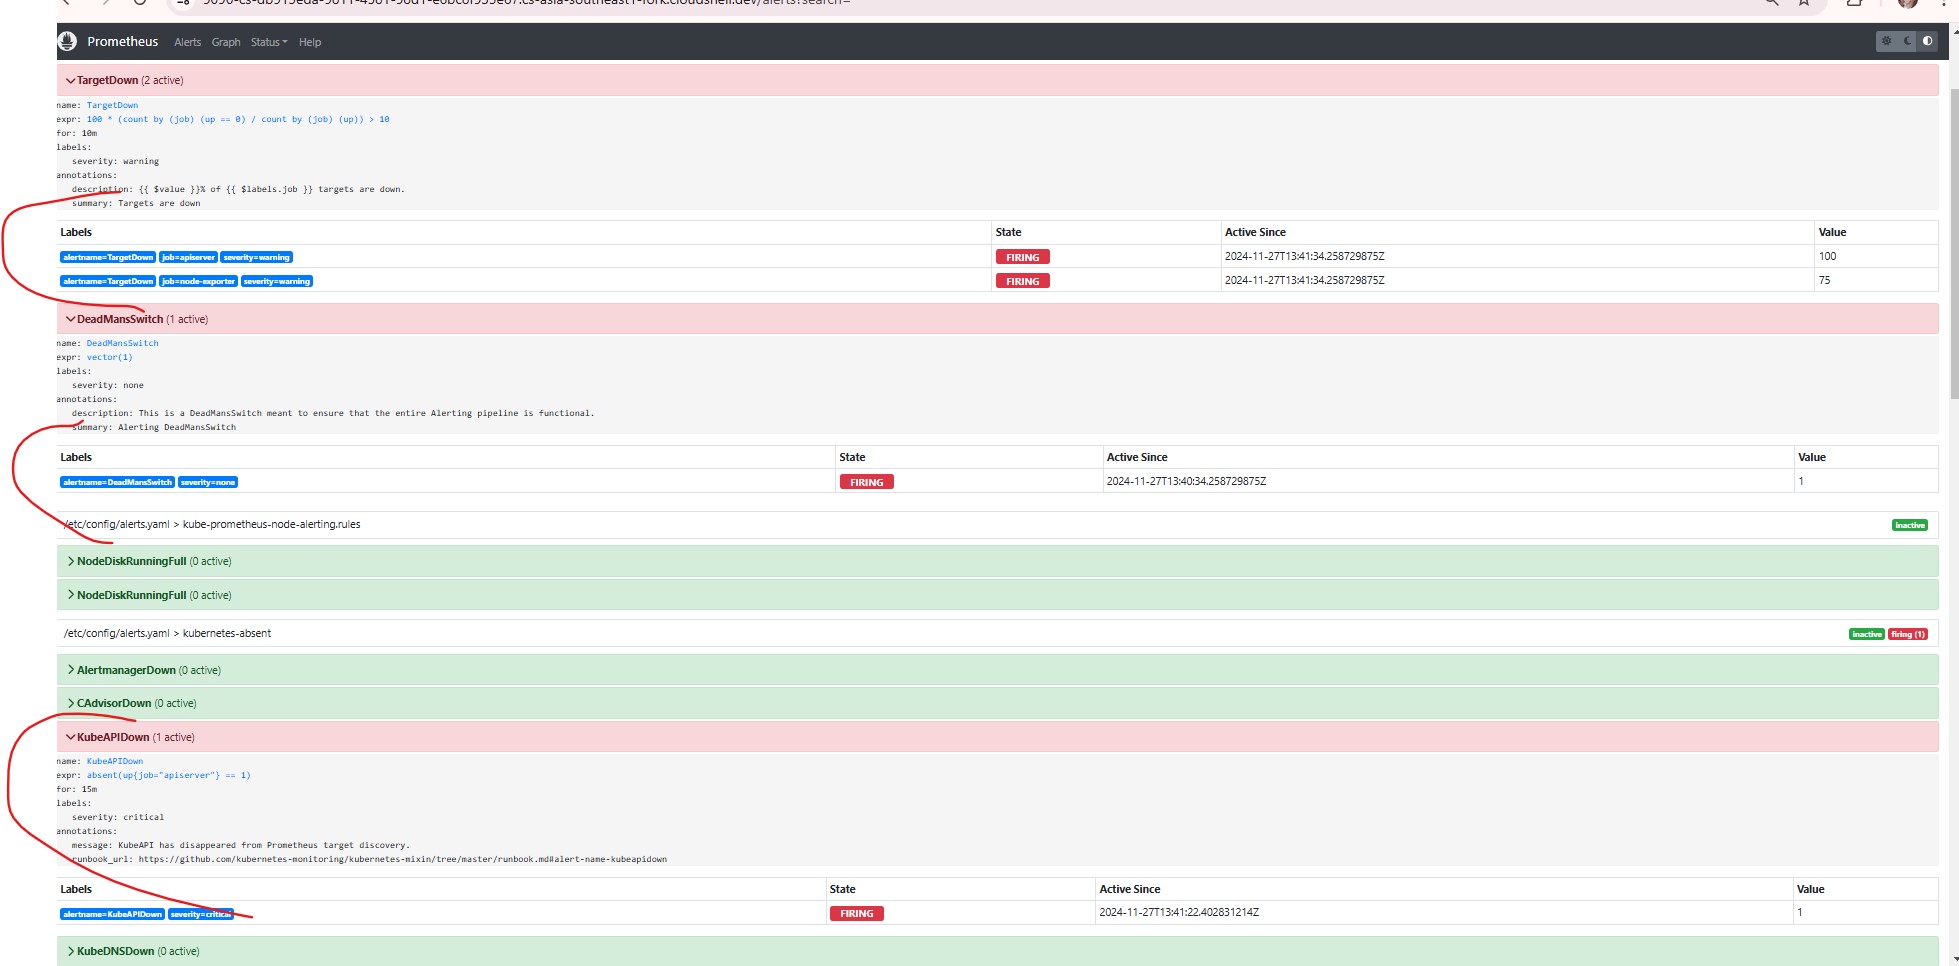 Prometheus Alerts Graph Status Help
TargetDown (2 active)
name: TargetDown
expr: 100 * (count by (job) (up == 0) / count by (job) (up)) > 10
for: 10m
labels:
severity: warning
annotations:
description: {{ $value }}% of {{ $labels.job }} targets are down.
summary: Targets are down
Labels State Active Since Value
alertname=TargetDown job=apiserver severity=warning FIRING 2024-11-27T13:41:34.258729875Z 100
alertname=TargetDown job=node-exporter severity=warning FIRING 2024-11-27T13:41:34.258729875Z 75
DeadMansSwitch (1 active)
name: DeadMansSwitch
expr: vector(1)
labels:
severity: none
annotations:
description: This is a DeadMansSwitch meant to ensure that the entire Alerting pipeline is functional.
summary: Alerting DeadMansSwitch
Labels State Active Since Value
alertname=DeadMansSwitch severity=none FIRING 2024-11-27T13:40:34.258729875Z 1
/etc/config/alerts.yaml > kube-prometheus-node-alerting.rules inactive
NodeDiskRunningFull (0 active)
NodeDiskRunningFull (0 active)
/etc/config/alerts.yaml > kubernetes-absent inactive firing (1)
AlertmanagerDown (0 active)
CAdvisorDown (0 active)
KubeAPIDown (1 active)
name: KubeAPIDown
expr: absent(up{job="apiserver"} == 1)
for: 15m
labels:
severity: critical
annotations:
message: KubeAPI has disappeared from Prometheus target discovery.
runbook_url: https://github.com/kubernetes-monitoring/kubernetes-mixin/tree/master/runbook.md#alert-name-kubeapidown
Labels State Active Since Value
alertname=KubeAPIDown severity=critical FIRING 2024-11-27T13:41:22.402831214Z 1
KubeDNSDown (0 active)